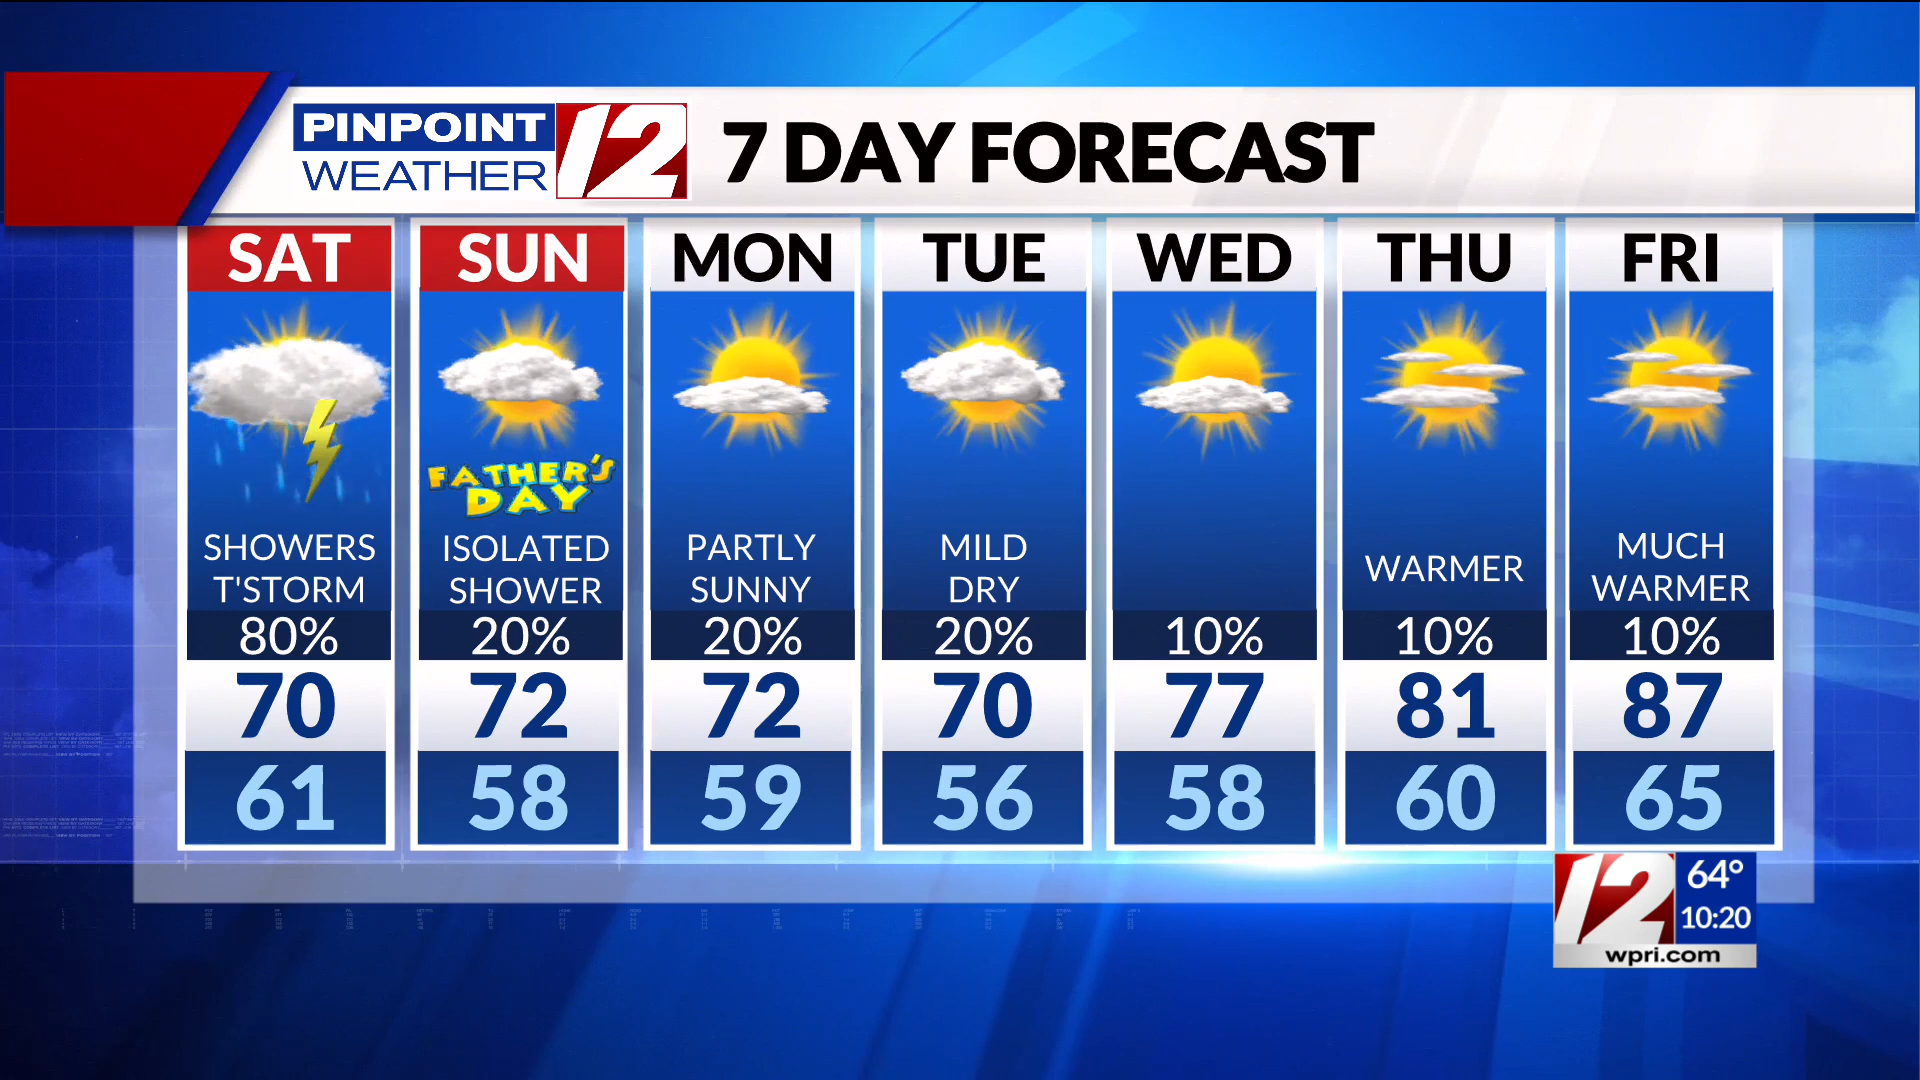 PINPOINT
WEATHER 12
7 DAY FORECAST
SAT SUN MON TUE WED THU FRI
FATHER'S
DAY
SHOWERS
T'STORM
ISOLATED
SHOWER
PARTLY
SUNNY
MILD
DRY
WARMER
MUCH
WARMER
80% 20% 20% 20% 10% 10% 10%
70 72 72 70 77 81 87
61 58 59 56 58 60 65
12
64°
10:20
wpri.com